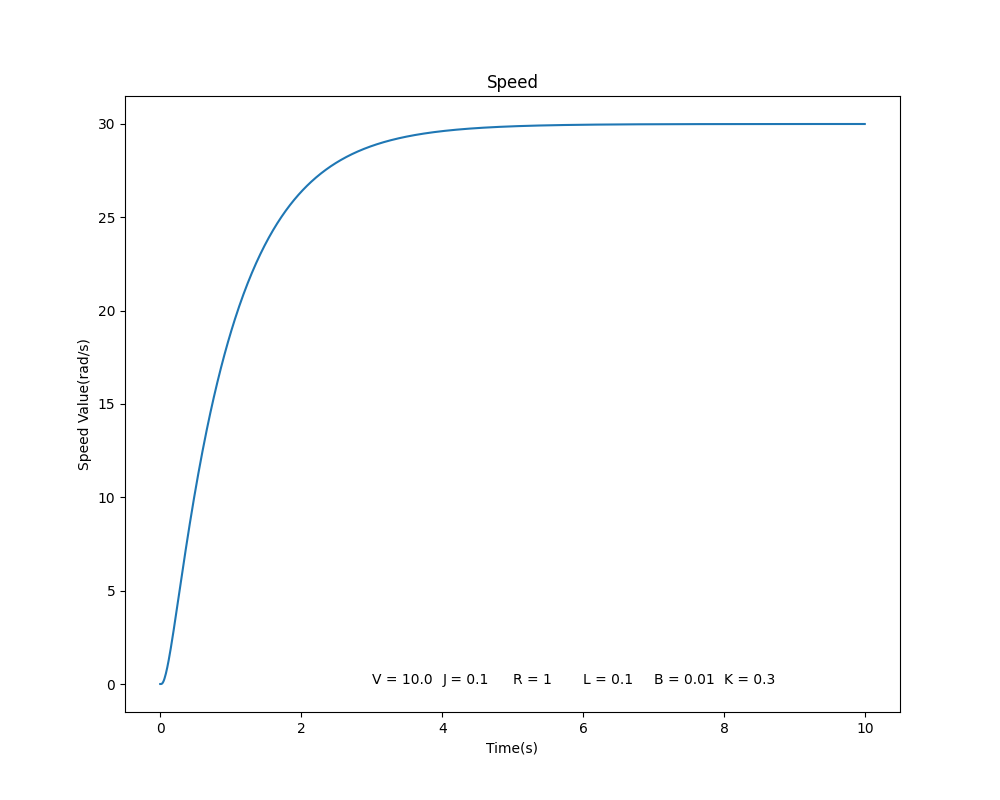 Speed
30
25
20
15
10
5
0
Speed Value(rad/s)
V = 10.0 J = 0.1 R = 1 L = 0.1 B = 0.01 K = 0.3
0 2 4 6 8 10
Time(s)